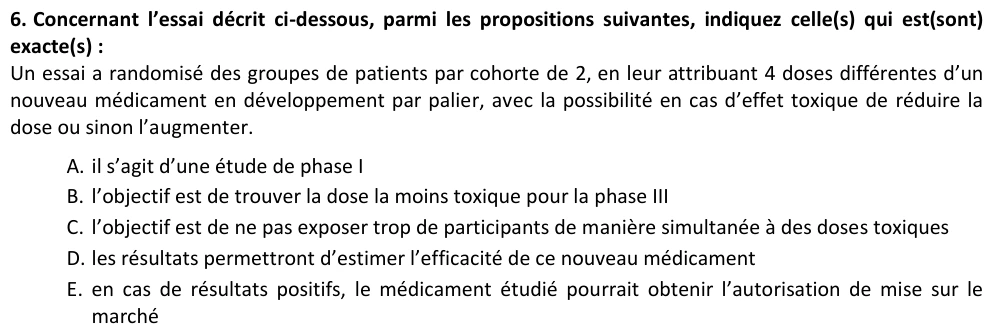 6. Concernant l’essai décrit ci-dessous, parmi les propositions suivantes, indiquez celle(s) qui est(sont)
exacte(s) :
Un essai a randomisé des groupes de patients par cohorte de 2, en leur attribuant 4 doses différentes d’un
nouveau médicament en développement par palier, avec la possibilité en cas d’effet toxique de réduire la
dose ou sinon l’augmenter.
A. il s’agit d’une étude de phase I
B. l’objectif est de trouver la dose la moins toxique pour la phase III
C. l’objectif est de ne pas exposer trop de participants de manière simultanée à des doses toxiques
D. les résultats permettront d’estimer l’efficacité de ce nouveau médicament
E. en cas de résultats positifs, le médicament étudié pourrait obtenir l’autorisation de mise sur le
marché